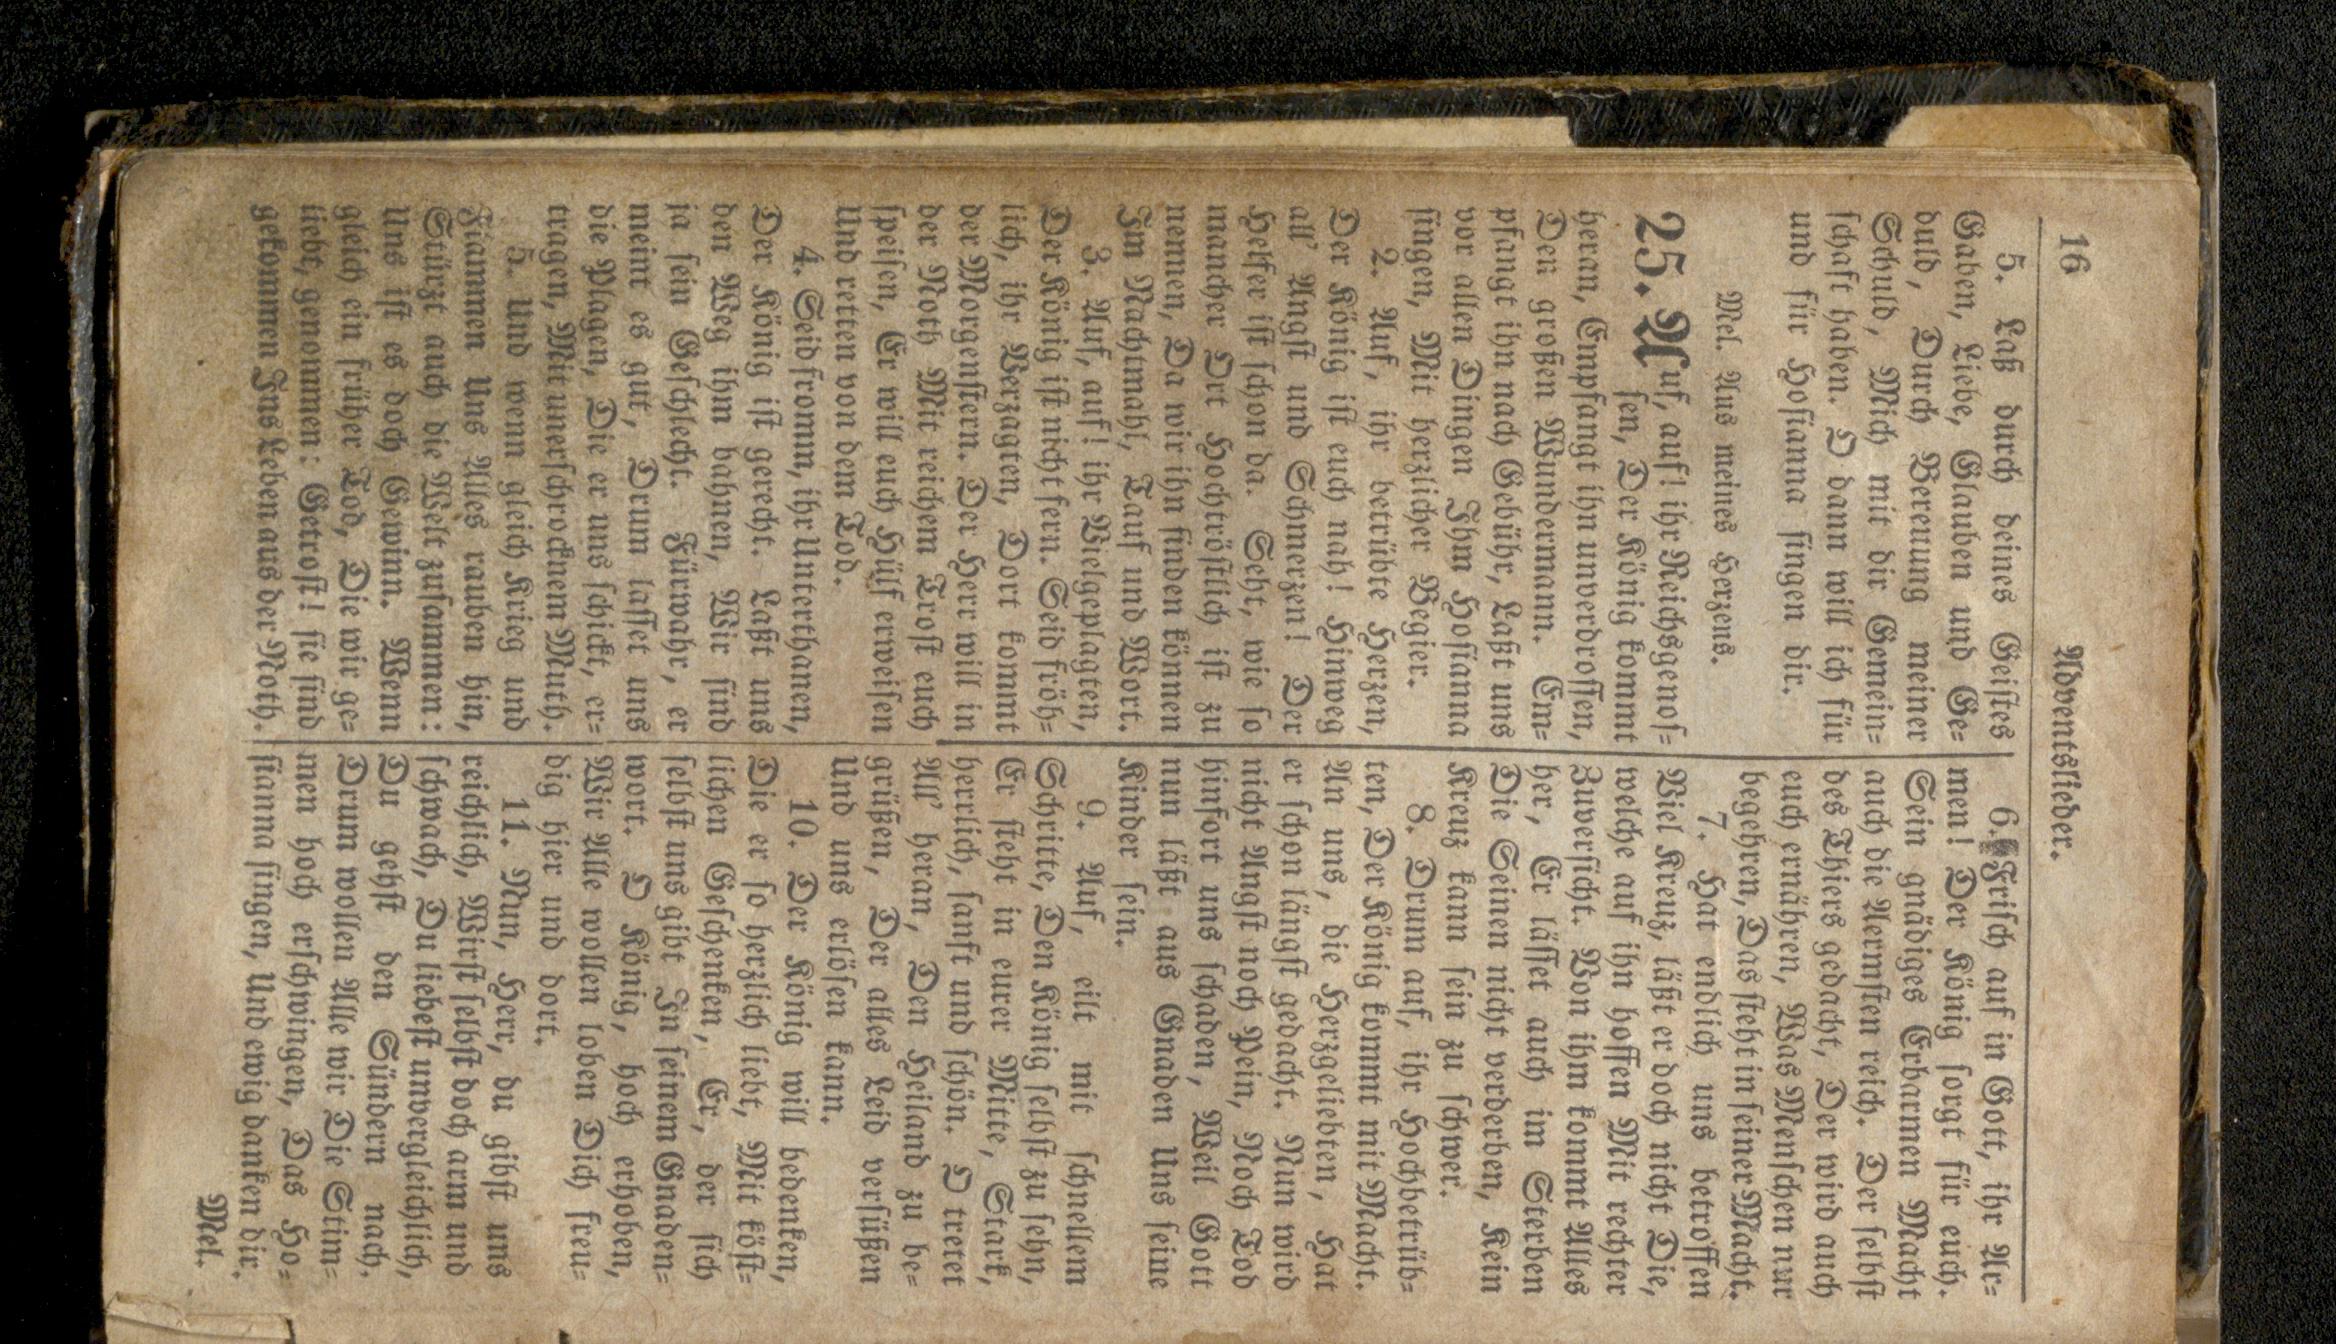 16
Adventslieder.
5. Laß durch deines Geistes
Gaben, Liebe, Glauben und Ge-
duld, Durch Bereuung meiner
Schuld, Mich mit dir Gemein-
schaft haben. O dann will ich für
und für Hosianna singen dir.
Mel. Aus meines Herzens.
25. Auf, auf! ihr Reichsgenos-
sen, Der König kommt
heran, Empfangt ihn unverdrossen,
Den großen Wundermann. Em-
pfangt ihn nach Gebühr, Laßt uns
vor allen Dingen Ihm Hosianna
singen, Mit herzlicher Begier.
2. Auf, ihr betrübte Herzen,
Der König ist euch nah! Hinweg
all' Angst und Schmerzen! Der
Helfer ist schon da. Seht, wie so
mancher Ort Hochtröstlich ist zu
nennen, Da wir ihn finden können
Im Nachtmahl, Tauf und Wort.
3. Auf, auf! ihr Vielgeplagten,
Der König ist nicht fern. Seid fröh-
lich, ihr Verzagten, Dort kommt
der Morgenstern. Der Herr will in
der Noth Mit reichem Trost euch
speisen, Er will euch Hülf erweisen
Und retten von dem Tod.
4. Seid fromm, ihr Unterthanen,
Der König ist gerecht. Laßt uns
den Weg ihm bahnen, Wir sind
ja sein Geschlecht. Fürwahr, er
meint es gut, Drum lasset uns
die Plagen, Die er uns schickt, er-
tragen, Mit unerschrocknem Muth.
5. Und wenn gleich Krieg und
Flammen Uns Alles rauben hin,
Stürzt auch die Welt zusammen:
Uns ist es doch Gewinn. Wenn
gleich ein früher Tod, Die wir ge-
liebt, genommen: Getrost! sie sind
gekommen Ins Leben aus der Noth.
6. Frisch auf in Gott, ihr Ar-
men! Der König sorgt für euch.
Sein gnädiges Erbarmen Macht
auch die Aermsten reich. Der selbst
des Thiers gedacht, Der wird auch
euch ernähren, Was Menschen nur
begehren, Das steht in seiner Macht.
7. Hat endlich uns betroffen
Viel Kreuz, läßt er doch nicht Die,
welche auf ihn hoffen Mit rechter
Zuversicht. Von ihm kommt Alles
her, Er lässet auch im Sterben
Die Seinen nicht verderben, Kein
Kreuz kann sein zu schwer.
8. Drum auf, ihr Hochbetrüb-
ten, Der König kommt mit Macht.
An uns, die Herzgeliebten, Hat
er schon längst gedacht. Nun wird
nicht Angst noch Pein, Noch Tod
hinfort uns schaden, Weil Gott
nun läßt aus Gnaden Uns seine
Kinder sein.
9. Auf, eilt mit schnellem
Schritte, Den König selbst zu sehn,
Er steht in eurer Mitte, Stark,
herrlich, sanft und schön. O tretet
All' heran, Den Heiland zu be-
grüßen, Der alles Leid versüßen
Und uns erlösen kann.
10. Der König will bedenken,
Die er so herzlich liebt, Mit köst-
lichen Geschenken, Er, der sich
selbst uns gibt In seinem Gnaden-
wort. O König, hoch erhoben,
Wir Alle wollen loben Dich freu-
dig hier und dort.
11. Nun, Herr, du gibst uns
reichlich, Wirst selbst doch arm und
schwach, Du liebest unvergleichlich,
Du gehst den Sündern nach.
Drum wollen Alle wir Die Stim-
men hoch erschwingen, Das Ho-
sianna singen, Und ewig danken dir.
Mel.